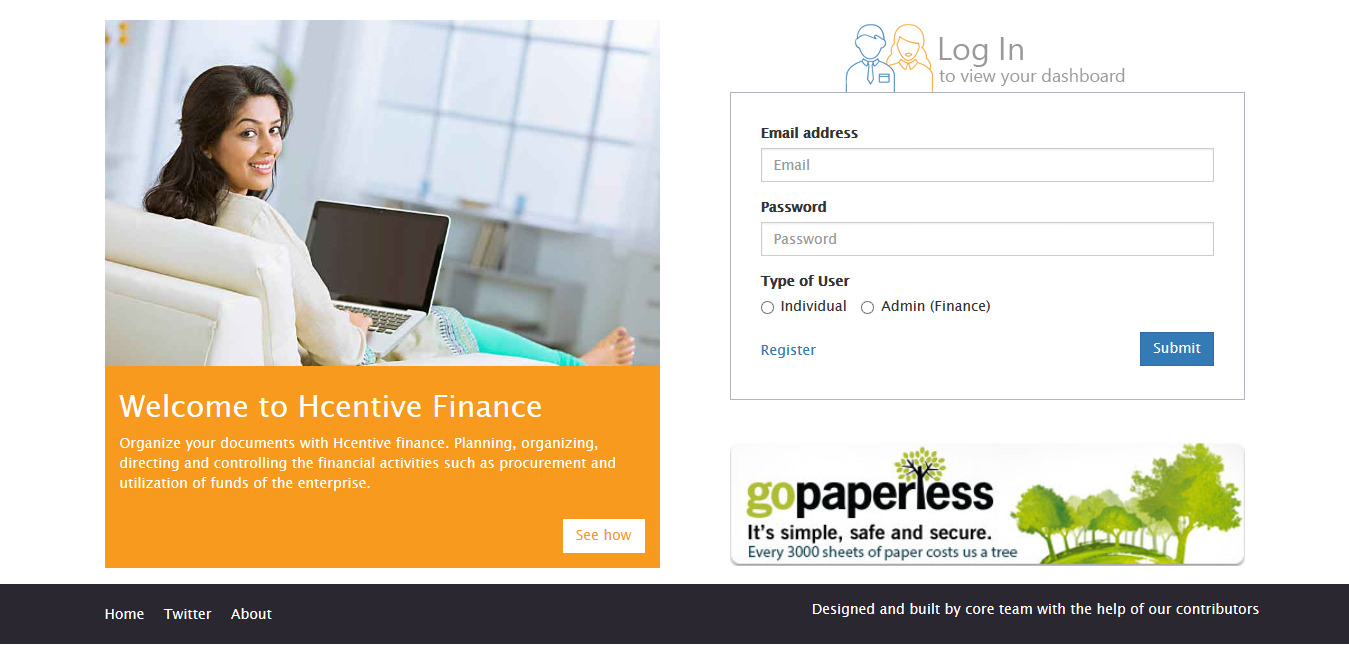 Log In
to view your dashboard
Email address
Email
Password
Password
Type of User
Individual Admin (Finance)
Register Submit
Welcome to Hcentive Finance
Organize your documents with Hcentive finance. Planning, organizing,
directing and controlling the financial activities such as procurement and
utilization of funds of the enterprise.
See how
gopaperless
It's simple, safe and secure.
Every 3000 sheets of paper costs us a tree
Home Twitter About
Designed and built by core team with the help of our contributors